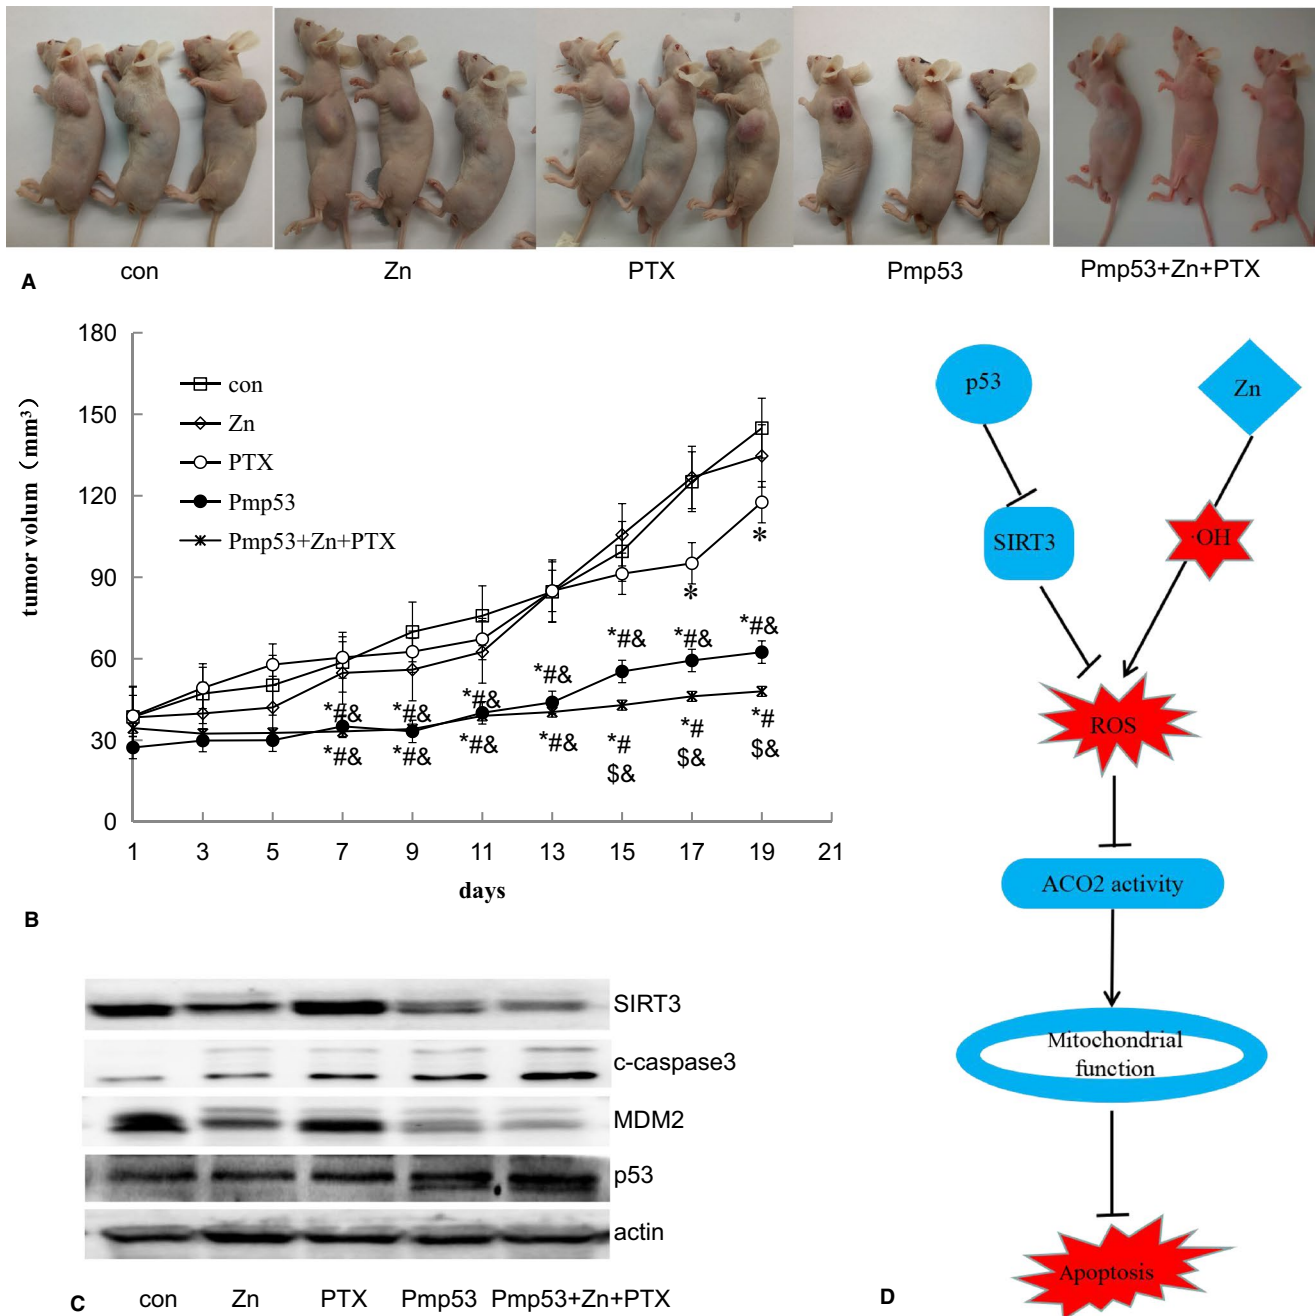 con Zn PTX Pmp53 Pmp53+Zn+PTX
A
180
150
120
90
60
30
0
tumor volum（mm³）
con
Zn
PTX
Pmp53
Pmp53+Zn+PTX
*
*
*#& *#& *#&
*#&
*#& *#& *#&
*#& *#& *#& *#& *# *# *#
$& $& $&
1 3 5 7 9 11 13 15 17 19 21
days
B
SIRT3
c-caspase3
MDM2
p53
actin
con Zn PTX Pmp53 Pmp53+Zn+PTX
C
p53
Zn
SIRT3
·OH
ROS
ACO2 activity
Mitochondrial
function
Apoptosis
D